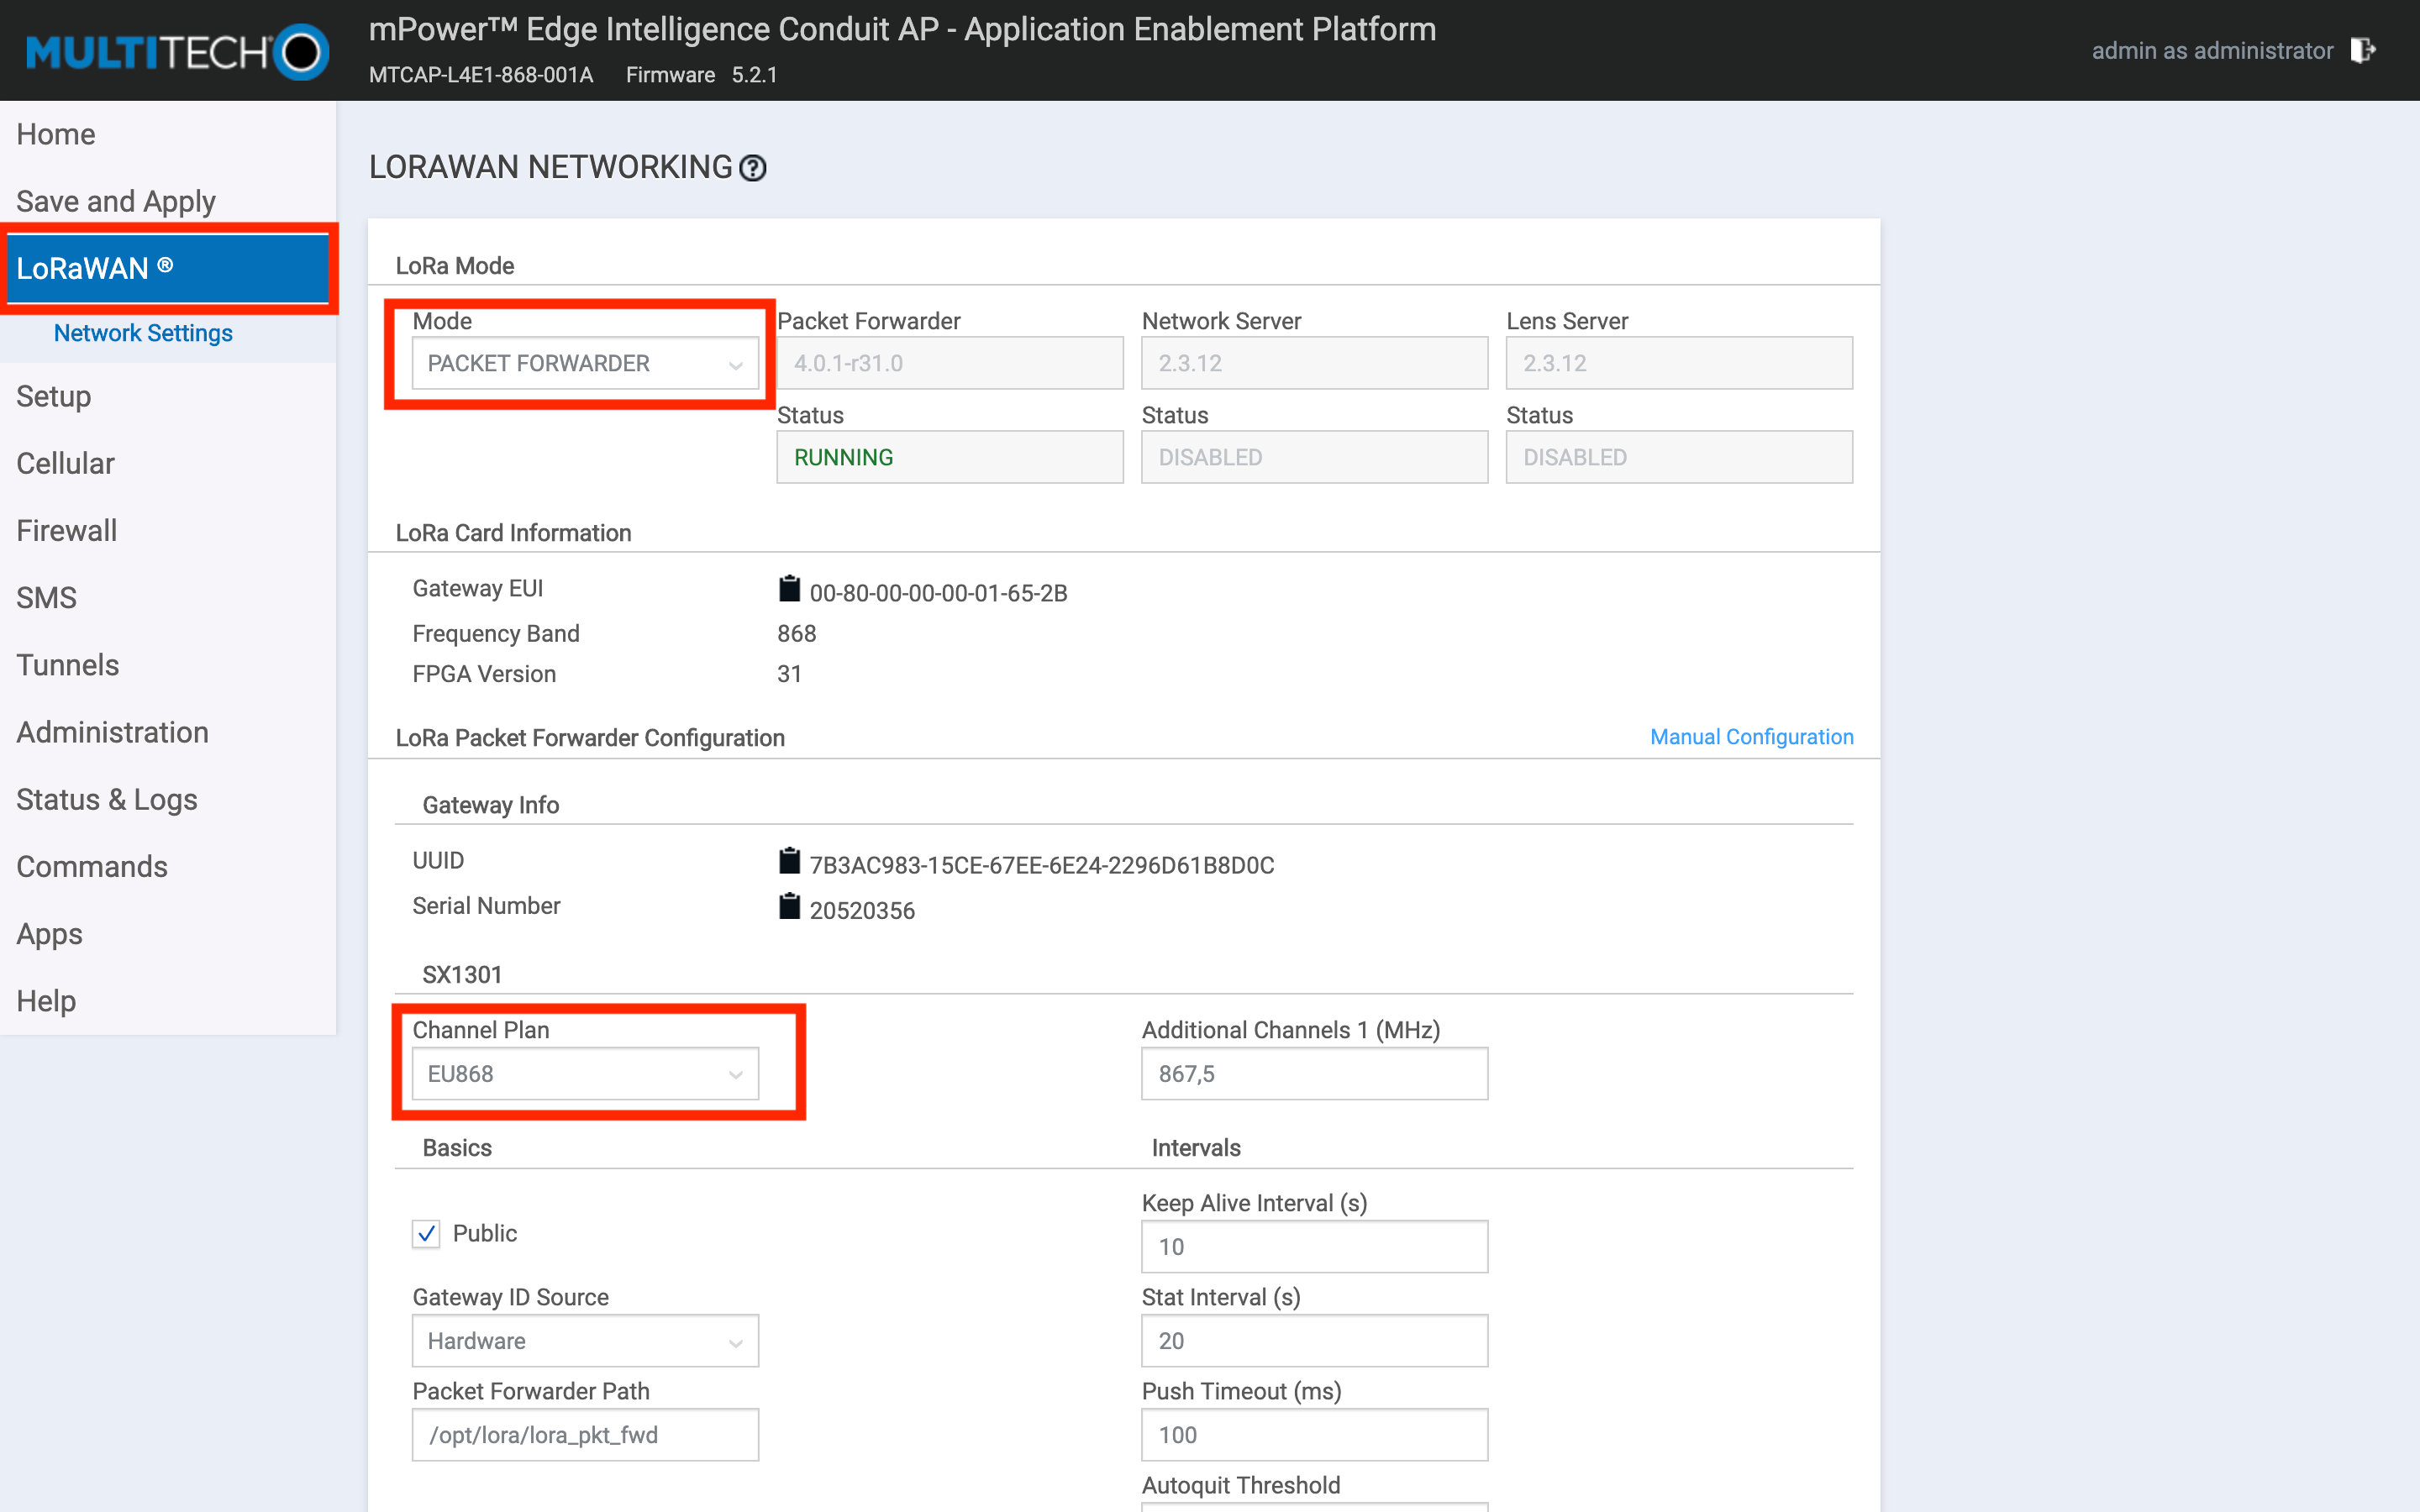 MULTITECH
mPower™ Edge Intelligence Conduit AP - Application Enablement Platform
MTCAP-L4E1-868-001A Firmware 5.2.1
admin as administrator
Home
Save and Apply
LoRaWAN ®
Network Settings
Setup
Cellular
Firewall
SMS
Tunnels
Administration
Status & Logs
Commands
Apps
Help
LORAWAN NETWORKING ?
LoRa Mode
Mode Packet Forwarder Network Server Lens Server
PACKET FORWARDER 4.0.1-r31.0 2.3.12 2.3.12
Status Status Status
RUNNING DISABLED DISABLED
LoRa Card Information
Gateway EUI 00-80-00-00-00-01-65-2B
Frequency Band 868
FPGA Version 31
LoRa Packet Forwarder Configuration Manual Configuration
Gateway Info
UUID 7B3AC983-15CE-67EE-6E24-2296D61B8D0C
Serial Number 20520356
SX1301
Channel Plan Additional Channels 1 (MHz)
EU868 867,5
Basics Intervals
Keep Alive Interval (s)
Public 10
Gateway ID Source Stat Interval (s)
Hardware 20
Packet Forwarder Path Push Timeout (ms)
/opt/lora/lora_pkt_fwd 100
Autoquit Threshold